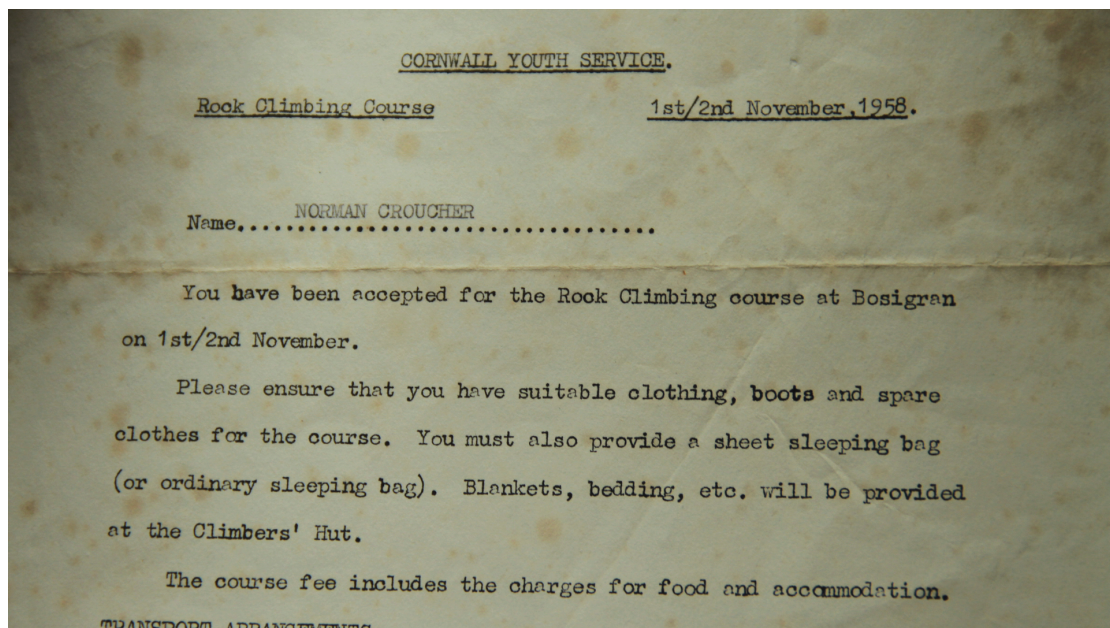 CORNWALL YOUTH SERVICE.
Rock Climbing Course 1st/2nd November,1958.
NORMAN CROUCHER
Name...................................
You have been accepted for the Rock Climbing course at Bosigran
on 1st/2nd November.
Please ensure that you have suitable clothing, boots and spare
clothes for the course. You must also provide a sheet sleeping bag
(or ordinary sleeping bag). Blankets, bedding, etc. will be provided
at the Climbers' Hut.
The course fee includes the charges for food and accommodation.
TRANSPORT ARRANGEMENTS